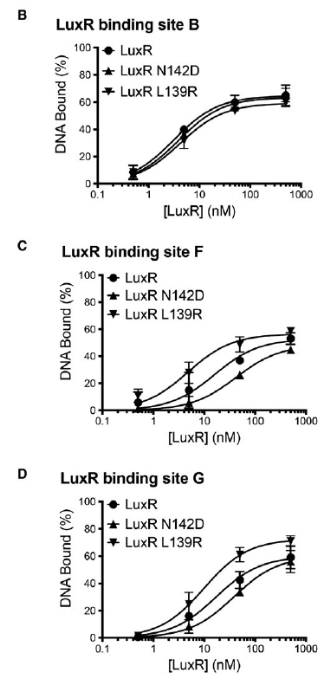 B
LuxR binding site B
100
80
60
40
20
0
DNA Bound (%)
LuxR
LuxR N142D
LuxR L139R
0.1 1 10 100 1000
[LuxR] (nM)
C
LuxR binding site F
100
80
60
40
20
0
DNA Bound (%)
LuxR
LuxR N142D
LuxR L139R
0.1 1 10 100 1000
[LuxR] (nM)
D
LuxR binding site G
100
80
60
40
20
0
DNA Bound (%)
LuxR
LuxR N142D
LuxR L139R
0.1 1 10 100 1000
[LuxR] (nM)